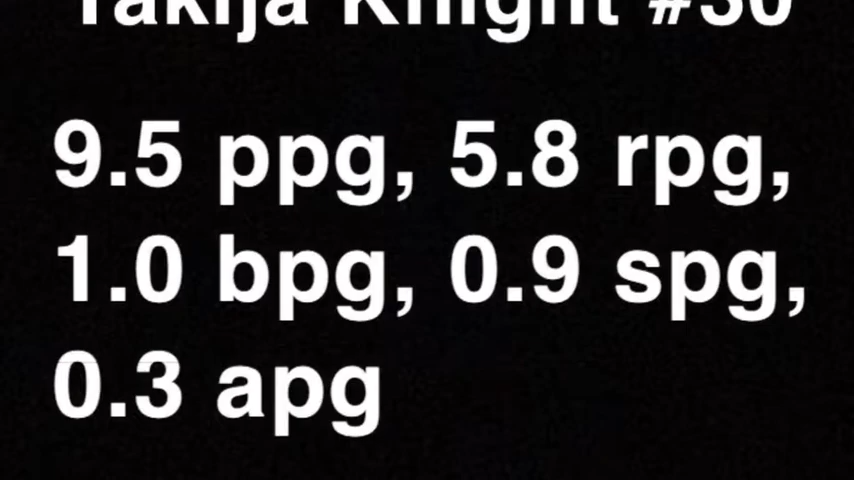 Takija Knight #30
9.5 ppg, 5.8 rpg,
1.0 bpg, 0.9 spg,
0.3 apg